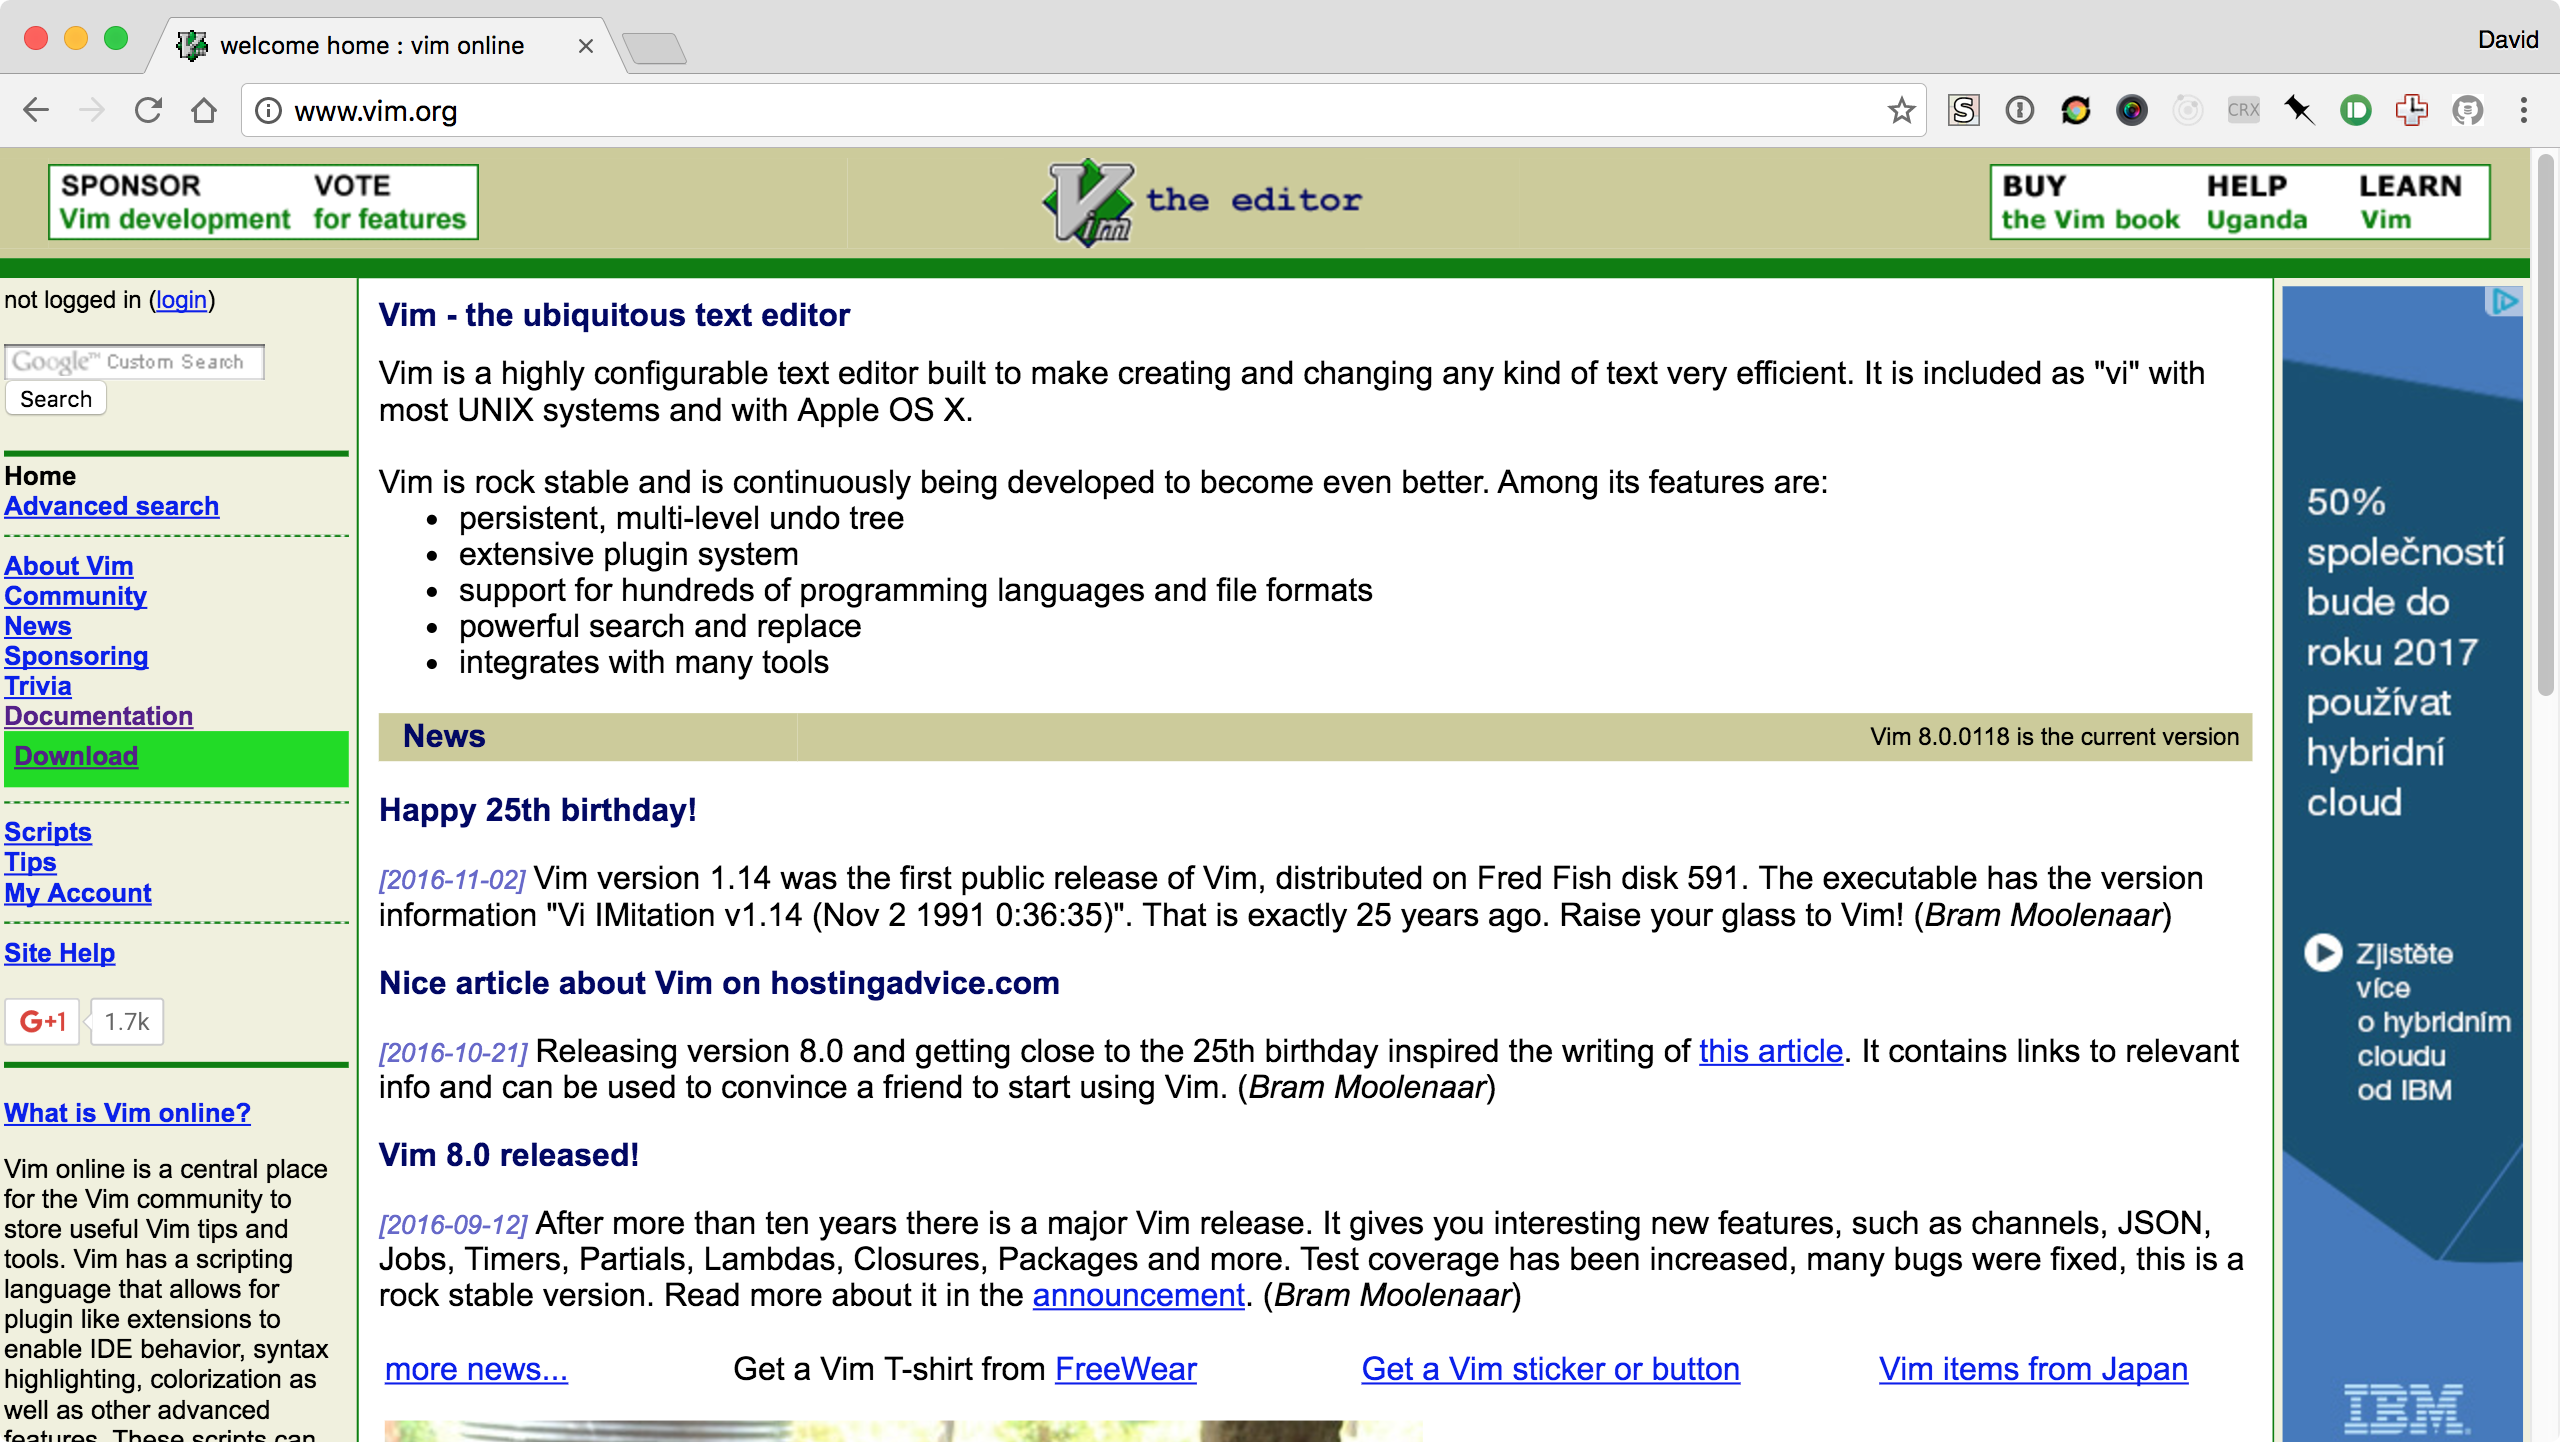 welcome home : vim online
David
www.vim.org
S
CRX
SPONSOR VOTE
Vim development for features
Vim the editor
BUY HELP LEARN
the Vim book Uganda Vim
not logged in (login)
Google™ Custom Search
Search
Home
Advanced search
About Vim
Community
News
Sponsoring
Trivia
Documentation
Download
Scripts
Tips
My Account
Site Help
G+1 1.7k
What is Vim online?
Vim online is a central place
for the Vim community to
store useful Vim tips and
tools. Vim has a scripting
language that allows for
plugin like extensions to
enable IDE behavior, syntax
highlighting, colorization as
well as other advanced
features. These scripts can
Vim - the ubiquitous text editor
Vim is a highly configurable text editor built to make creating and changing any kind of text very efficient. It is included as "vi" with
most UNIX systems and with Apple OS X.
Vim is rock stable and is continuously being developed to become even better. Among its features are:
• persistent, multi-level undo tree
• extensive plugin system
• support for hundreds of programming languages and file formats
• powerful search and replace
• integrates with many tools
News
Vim 8.0.0118 is the current version
Happy 25th birthday!
[2016-11-02] Vim version 1.14 was the first public release of Vim, distributed on Fred Fish disk 591. The executable has the version
information "Vi IMitation v1.14 (Nov 2 1991 0:36:35)". That is exactly 25 years ago. Raise your glass to Vim! (Bram Moolenaar)
Nice article about Vim on hostingadvice.com
[2016-10-21] Releasing version 8.0 and getting close to the 25th birthday inspired the writing of this article. It contains links to relevant
info and can be used to convince a friend to start using Vim. (Bram Moolenaar)
Vim 8.0 released!
[2016-09-12] After more than ten years there is a major Vim release. It gives you interesting new features, such as channels, JSON,
Jobs, Timers, Partials, Lambdas, Closures, Packages and more. Test coverage has been increased, many bugs were fixed, this is a
rock stable version. Read more about it in the announcement. (Bram Moolenaar)
more news... Get a Vim T-shirt from FreeWear Get a Vim sticker or button Vim items from Japan
50%
společností
bude do
roku 2017
používat
hybridní
cloud
Zjistěte
více
o hybridním
cloudu
od IBM
IBM